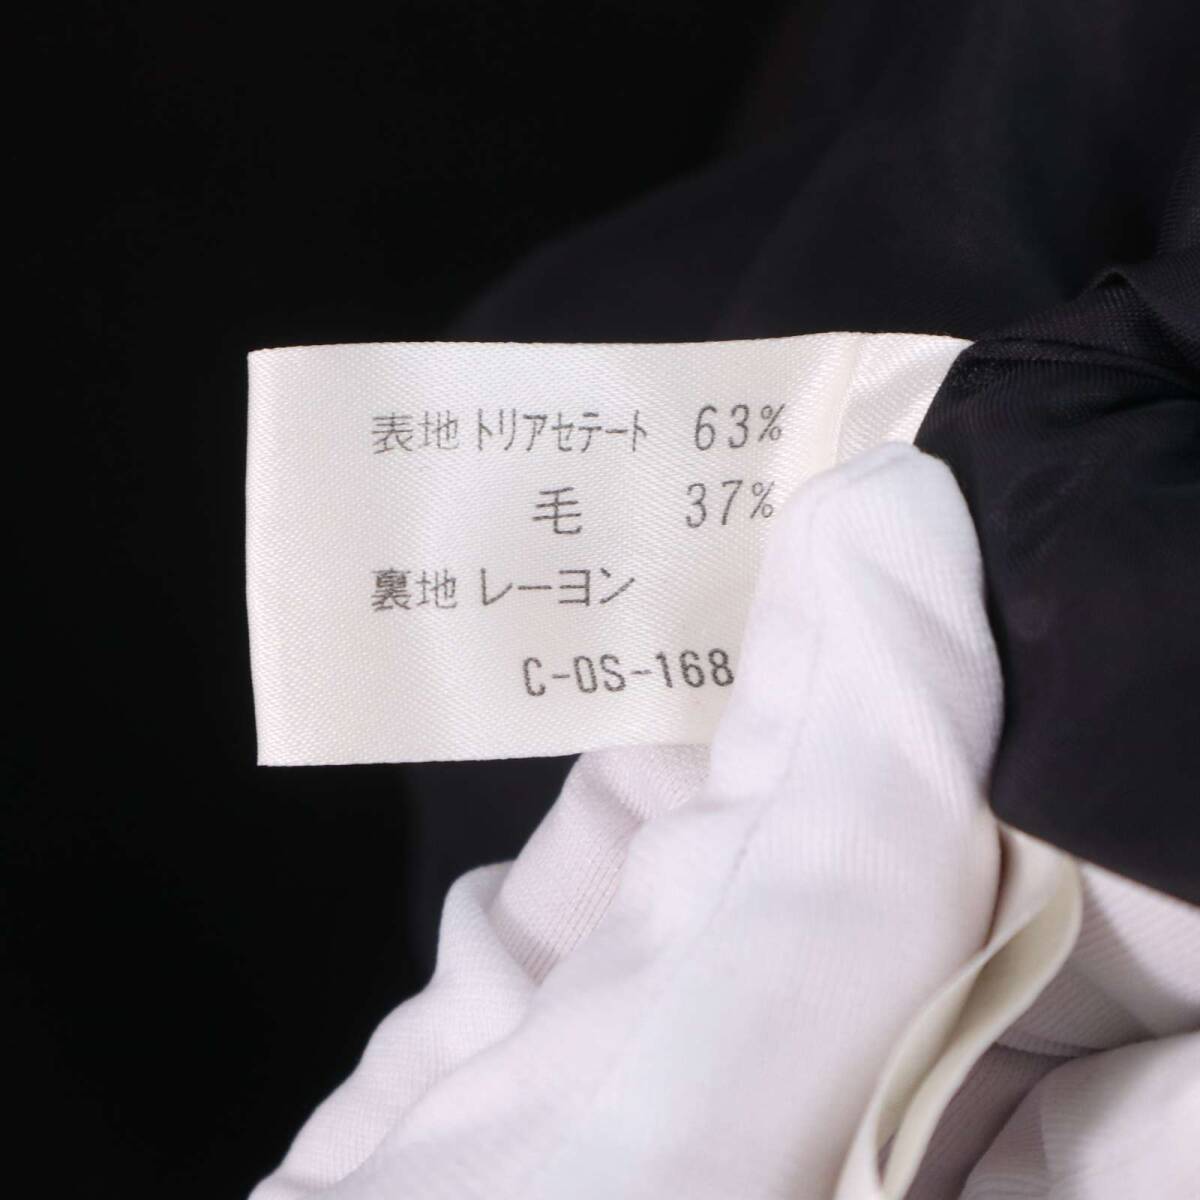 表地 トリアセテート 63%
毛 37%
裏地 レーヨン
C-OS-168